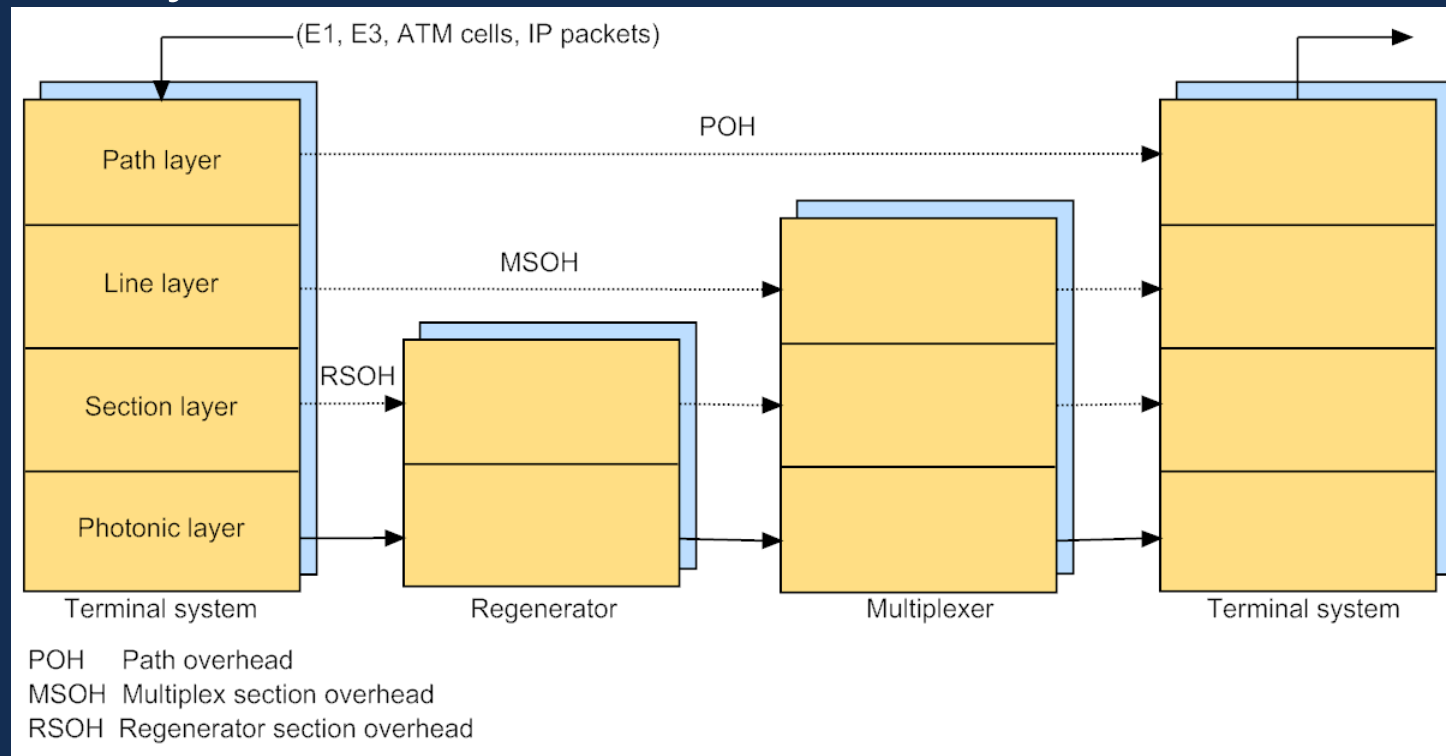 (E1, E3, ATM cells, IP packets)
POH
Path layer
MSOH
Line layer
RSOH
Section layer
Photonic layer
Terminal system
Regenerator
Multiplexer
Terminal system
POH Path overhead
MSOH Multiplex section overhead
RSOH Regenerator section overhead